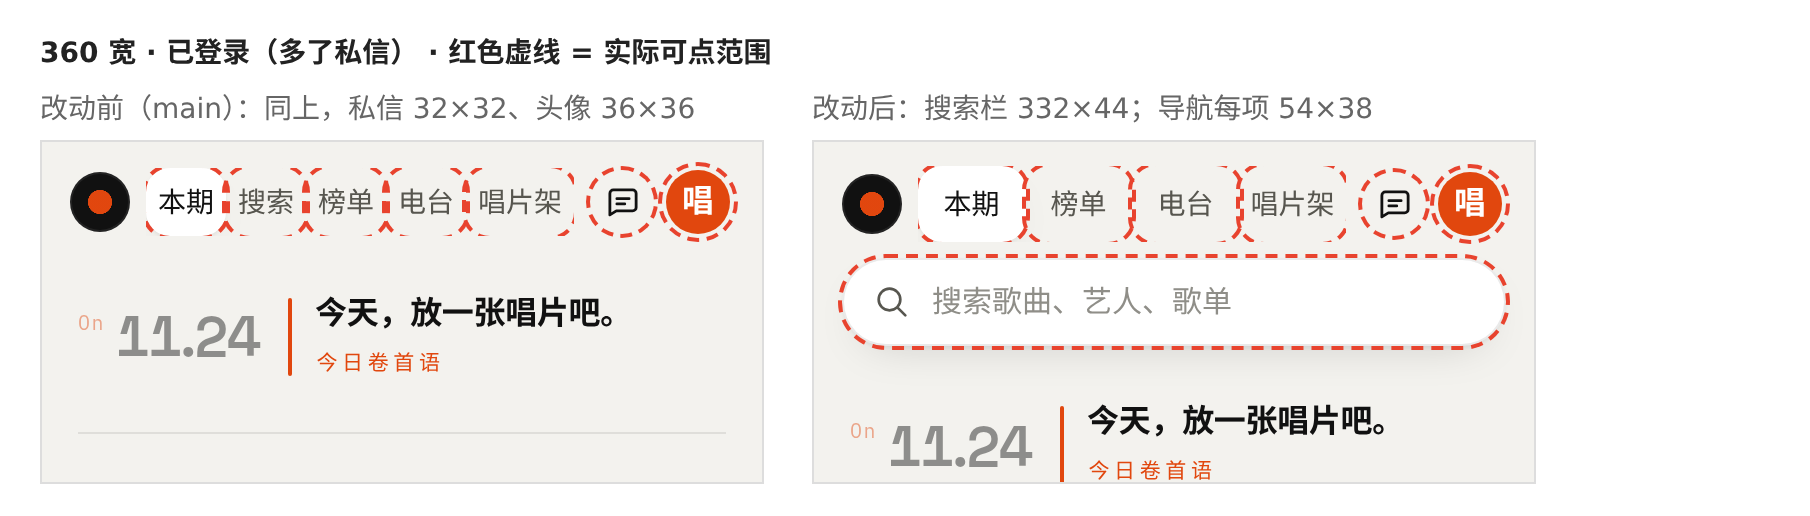 360 宽 · 已登录（多了私信） · 红色虚线 = 实际可点范围
改动前（main）：同上，私信 32×32、头像 36×36
本期 搜索 榜单 电台 唱片架 唱
On 11.24 今天，放一张唱片吧。
今日卷首语
改动后：搜索栏 332×44；导航每项 54×38
本期 榜单 电台 唱片架 唱
搜索歌曲、艺人、歌单
On 11.24 今天，放一张唱片吧。
今日卷首语